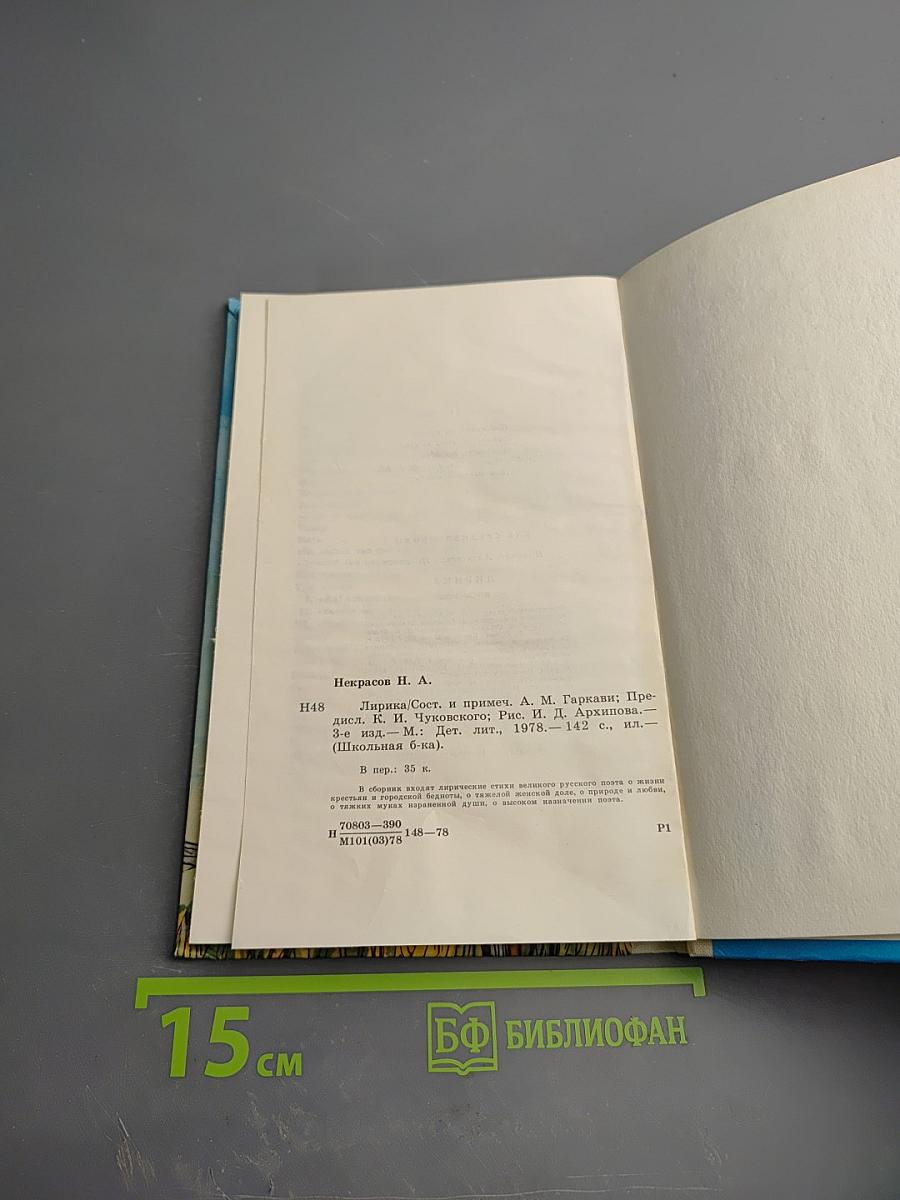 Некрасов Н. А.
Н48 Лирика/Сост. и примеч. А. М. Гаркави; Пре-
дисл. К. И. Чуковского; Рис. И. Д. Архипова.—
3-е изд.— М.: Дет. лит., 1978.— 142 с., ил.—
(Школьная б-ка).
В пер.: 35 к.
В сборник входят лирические стихи великого русского поэта о жизни
крестьян и городской бедноты, о тяжелой женской доле, о природе и любви,
о тяжких муках израненной души, о высоком назначении поэта.
Н 70803—390 148—78 Р1
М101(03)78
15 см БФ БИБЛИОФАН